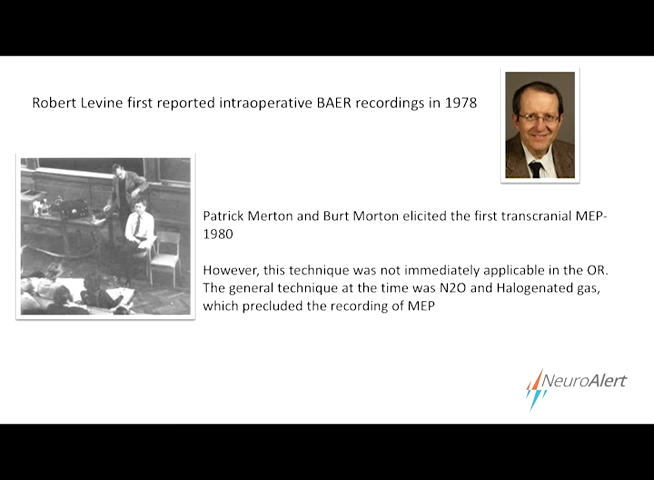 Robert Levine first reported intraoperative BAER recordings in 1978
Patrick Merton and Burt Morton elicited the first transcranial MEP-
1980
However, this technique was not immediately applicable in the OR.
The general technique at the time was N2O and Halogenated gas,
which precluded the recording of MEP
NeuroAlert